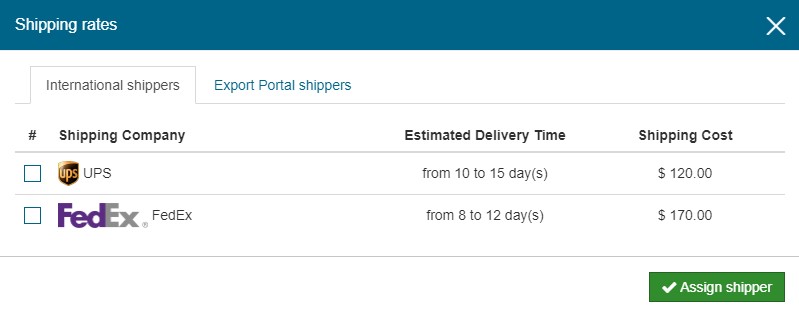 Shipping rates
International shippers Export Portal shippers
# Shipping Company Estimated Delivery Time Shipping Cost
ups UPS from 10 to 15 day(s) $ 120.00
FedEx® FedEx from 8 to 12 day(s) $ 170.00
Assign shipper